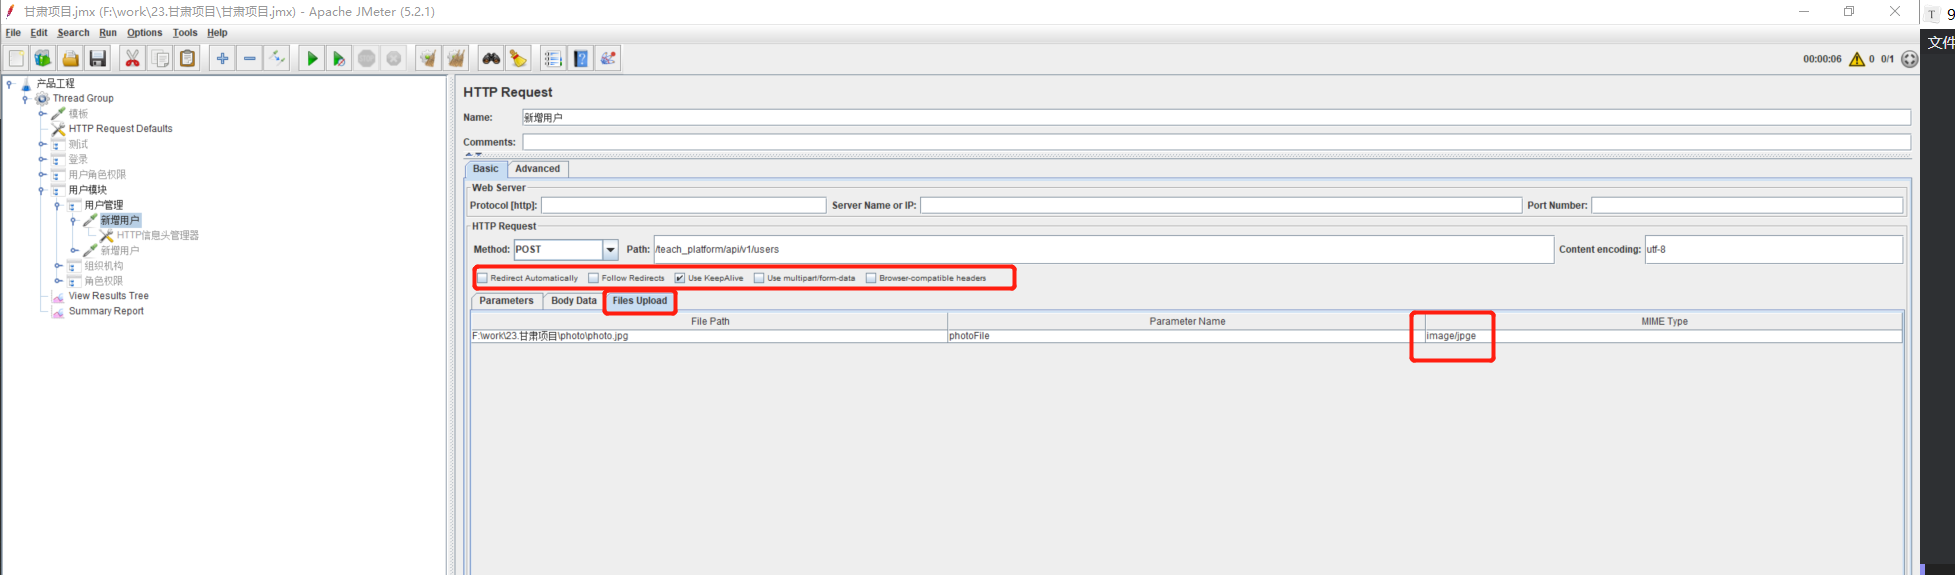 甘肃项目.jmx (F:\work\23.甘肃项目\甘肃项目.jmx) - Apache JMeter (5.2.1)
File Edit Search Run Options Tools Help
00:00:06 0 0/1
T 9
文件
产品工程
Thread Group
模板
HTTP Request Defaults
测试
登录
用户角色权限
用户模块
用户管理
新增用户
HTTP信息头管理器
新增用户
组织机构
角色权限
View Results Tree
Summary Report
HTTP Request
Name: 新增用户
Comments:
Basic Advanced
Web Server
Protocol [http]: Server Name or IP: Port Number:
HTTP Request
Method: POST Path: /teach_platform/api/v1/users Content encoding: utf-8
Redirect Automatically Follow Redirects Use KeepAlive Use multipart/form-data Browser-compatible headers
Parameters Body Data Files Upload
File Path Parameter Name MIME Type
F:\work\23.甘肃项目\photo\photo.jpg photoFile image/jpge